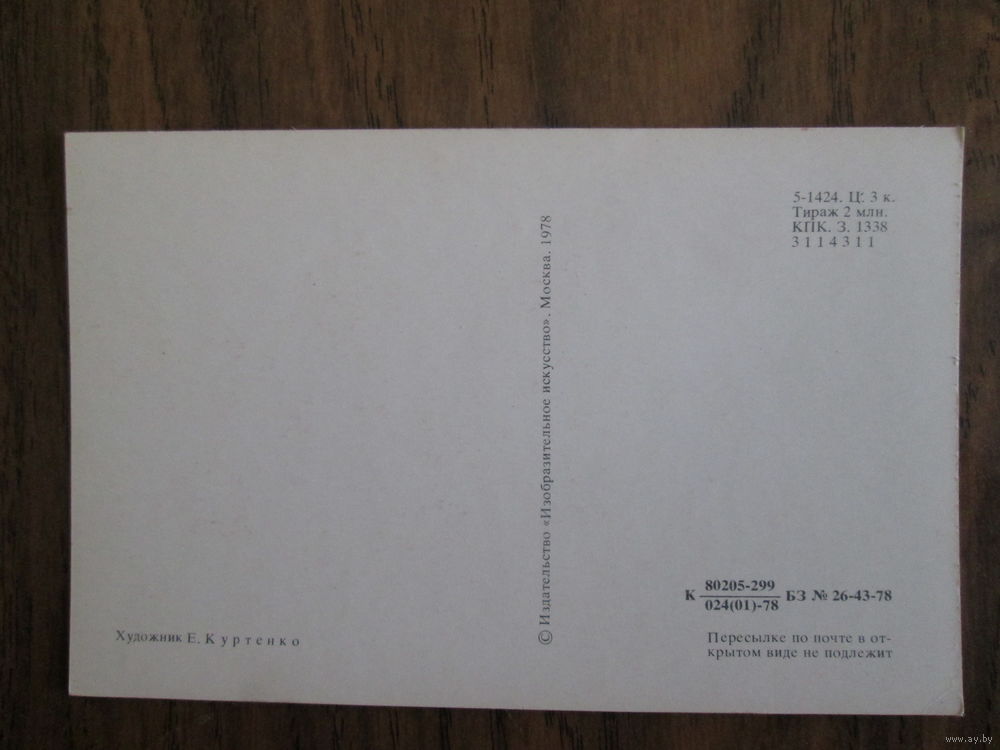 5-1424. Ц. 3 к.
Тираж 2 млн.
КПК. З. 1338
3114311
© Издательство «Изобразительное искусство». Москва. 1978
К 80205-299
024(01)-78 БЗ № 26-43-78
Художник Е. Куртенко
Пересылке по почте в от-
крытом виде не подлежит
www.ay.by